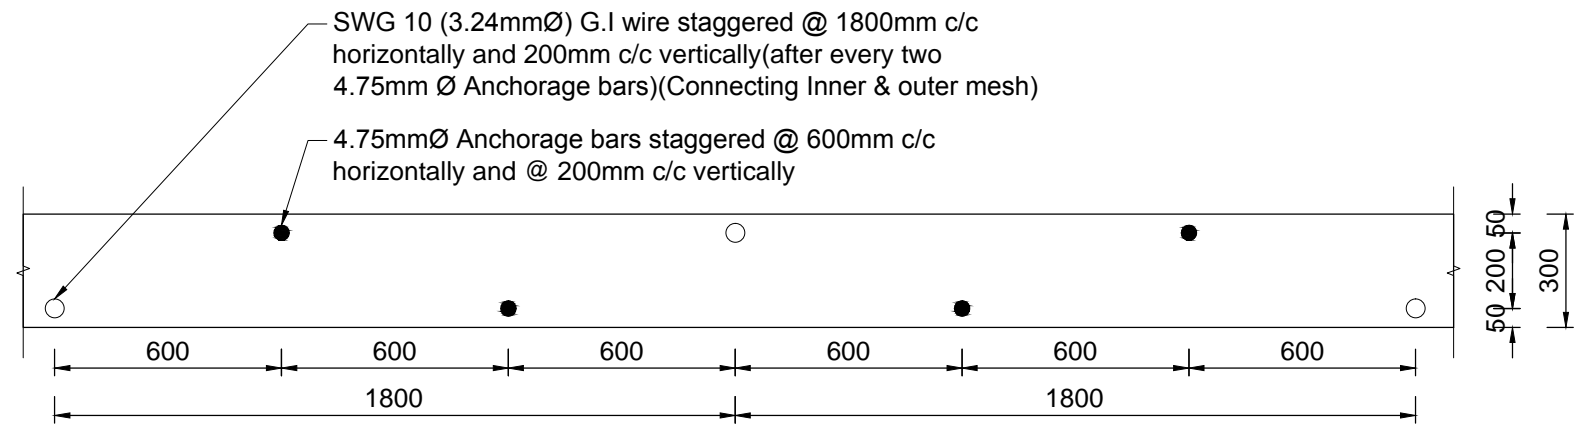 SWG 10 (3.24mmØ) G.I wire staggered @ 1800mm c/c
horizontally and 200mm c/c vertically(after every two
4.75mm Ø Anchorage bars)(Connecting Inner & outer mesh)
4.75mmØ Anchorage bars staggered @ 600mm c/c
horizontally and @ 200mm c/c vertically
50
200
50
300
600 600 600 600 600 600
1800 1800